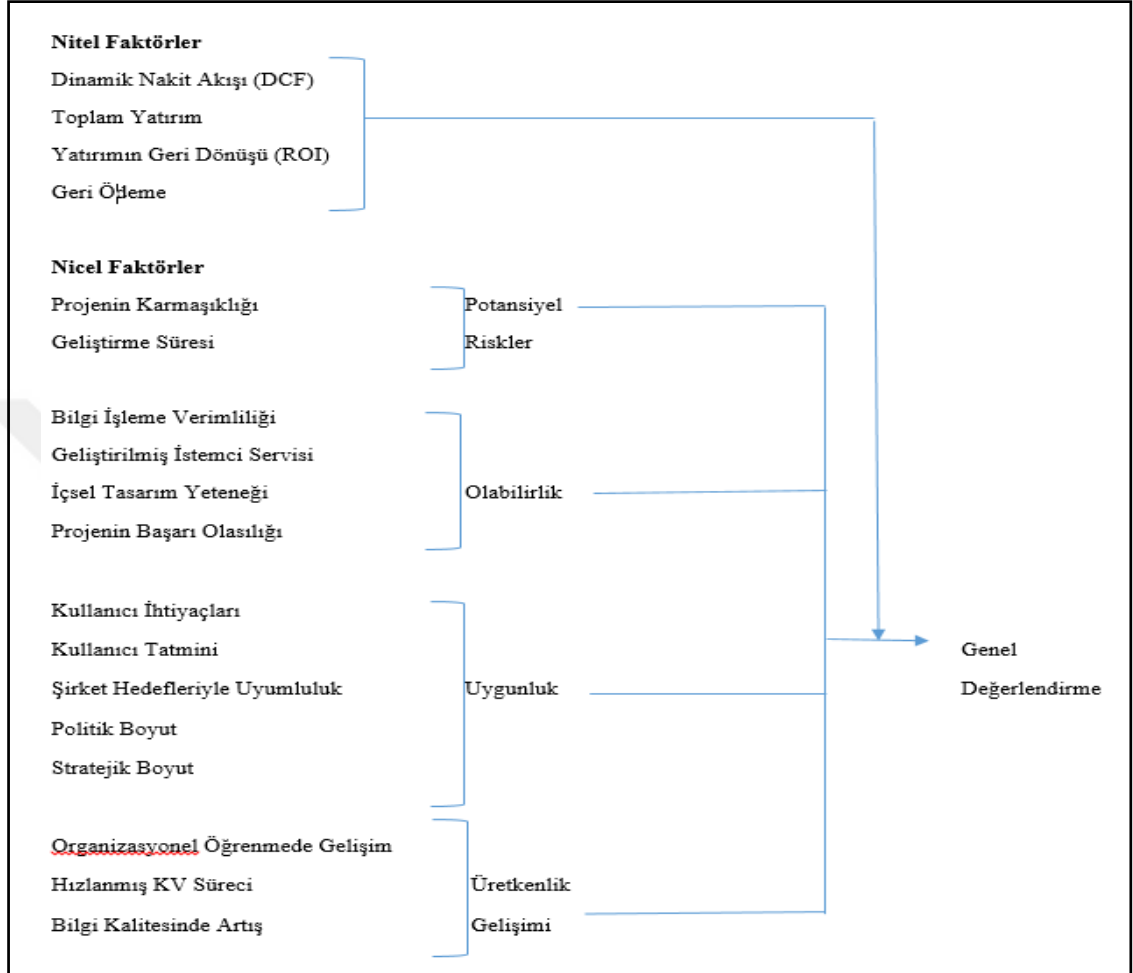 Nitel Faktörler
Dinamik Nakit Akışı (DCF)
Toplam Yatırım
Yatırımın Geri Dönüşü (ROI)
Geri Ödeme
Nicel Faktörler
Projenin Karmaşıklığı
Geliştirme Süresi
Potansiyel
Riskler
Bilgi İşleme Verimliliği
Geliştirilmiş İstemci Servisi
İçsel Tasarım Yeteneği
Projenin Başarı Olasılığı
Olabilirlik
Kullanıcı İhtiyaçları
Kullanıcı Tatmini
Şirket Hedefleriyle Uyumluluk
Politik Boyut
Stratejik Boyut
Uygunluk
Organizasyonel Öğrenmede Gelişim
Hızlanmış KV Süreci
Bilgi Kalitesinde Artış
Üretkenlik
Gelişimi
Genel
Değerlendirme